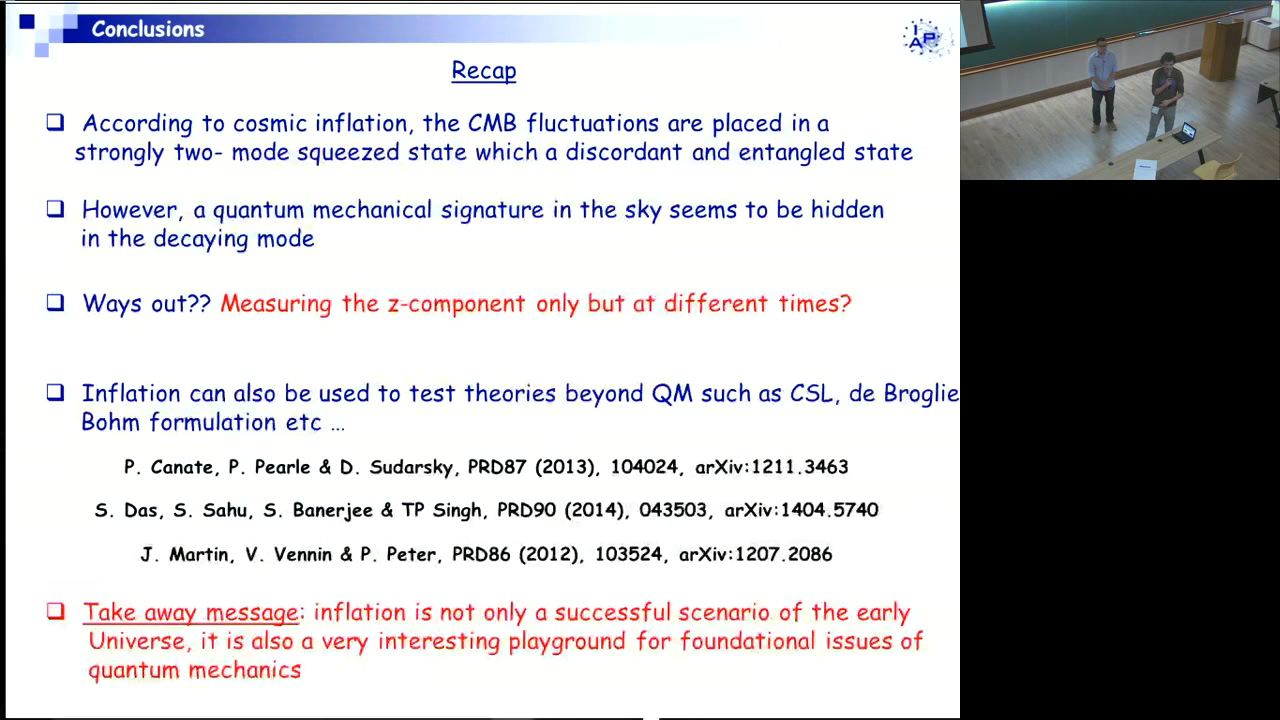 Conclusions
IAP
Recap
According to cosmic inflation, the CMB fluctuations are placed in a
strongly two- mode squeezed state which a discordant and entangled state
However, a quantum mechanical signature in the sky seems to be hidden
in the decaying mode
Ways out?? Measuring the z-component only but at different times?
Inflation can also be used to test theories beyond QM such as CSL, de Broglie
Bohm formulation etc ...
P. Canate, P. Pearle & D. Sudarsky, PRD87 (2013), 104024, arXiv:1211.3463
S. Das, S. Sahu, S. Banerjee & TP Singh, PRD90 (2014), 043503, arXiv:1404.5740
J. Martin, V. Vennin & P. Peter, PRD86 (2012), 103524, arXiv:1207.2086
Take away message: inflation is not only a successful scenario of the early
Universe, it is also a very interesting playground for foundational issues of
quantum mechanics